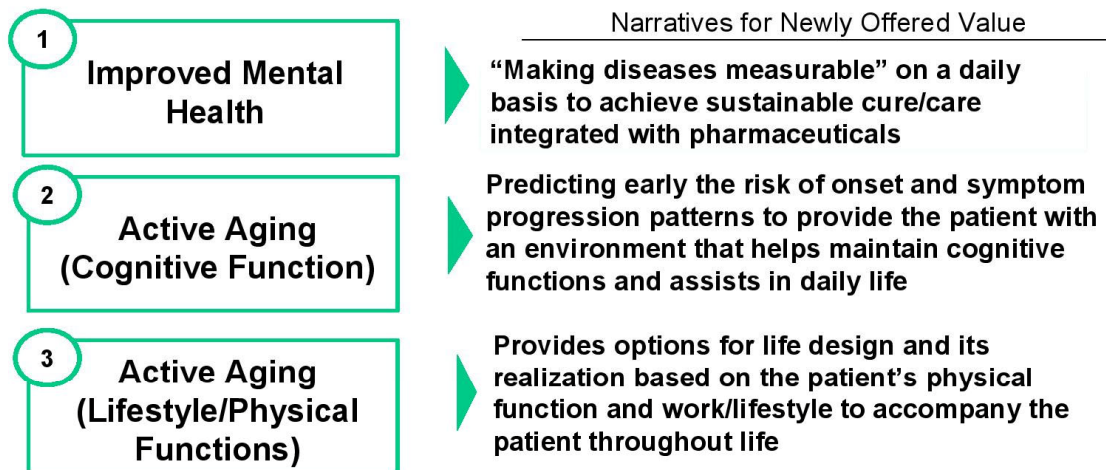 Narratives for Newly Offered Value
1
Improved Mental
Health
“Making diseases measurable” on a daily
basis to achieve sustainable cure/care
integrated with pharmaceuticals
2
Active Aging
(Cognitive Function)
Predicting early the risk of onset and symptom
progression patterns to provide the patient with
an environment that helps maintain cognitive
functions and assists in daily life
3
Active Aging
(Lifestyle/Physical
Functions)
Provides options for life design and its
realization based on the patient’s physical
function and work/lifestyle to accompany the
patient throughout life